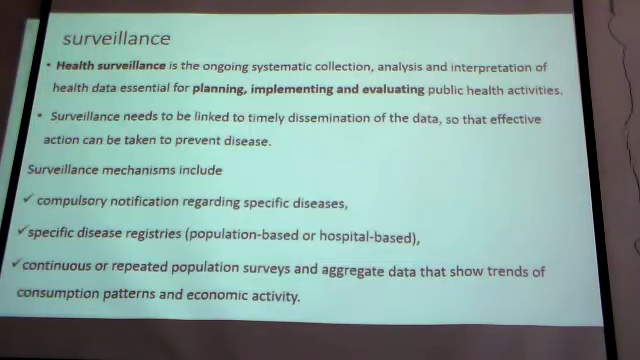 surveillance
• Health surveillance is the ongoing systematic collection, analysis and interpretation of
health data essential for planning, implementing and evaluating public health activities.
• Surveillance needs to be linked to timely dissemination of the data, so that effective
action can be taken to prevent disease.
Surveillance mechanisms include
✓ compulsory notification regarding specific diseases,
✓ specific disease registries (population-based or hospital-based),
✓ continuous or repeated population surveys and aggregate data that show trends of
consumption patterns and economic activity.